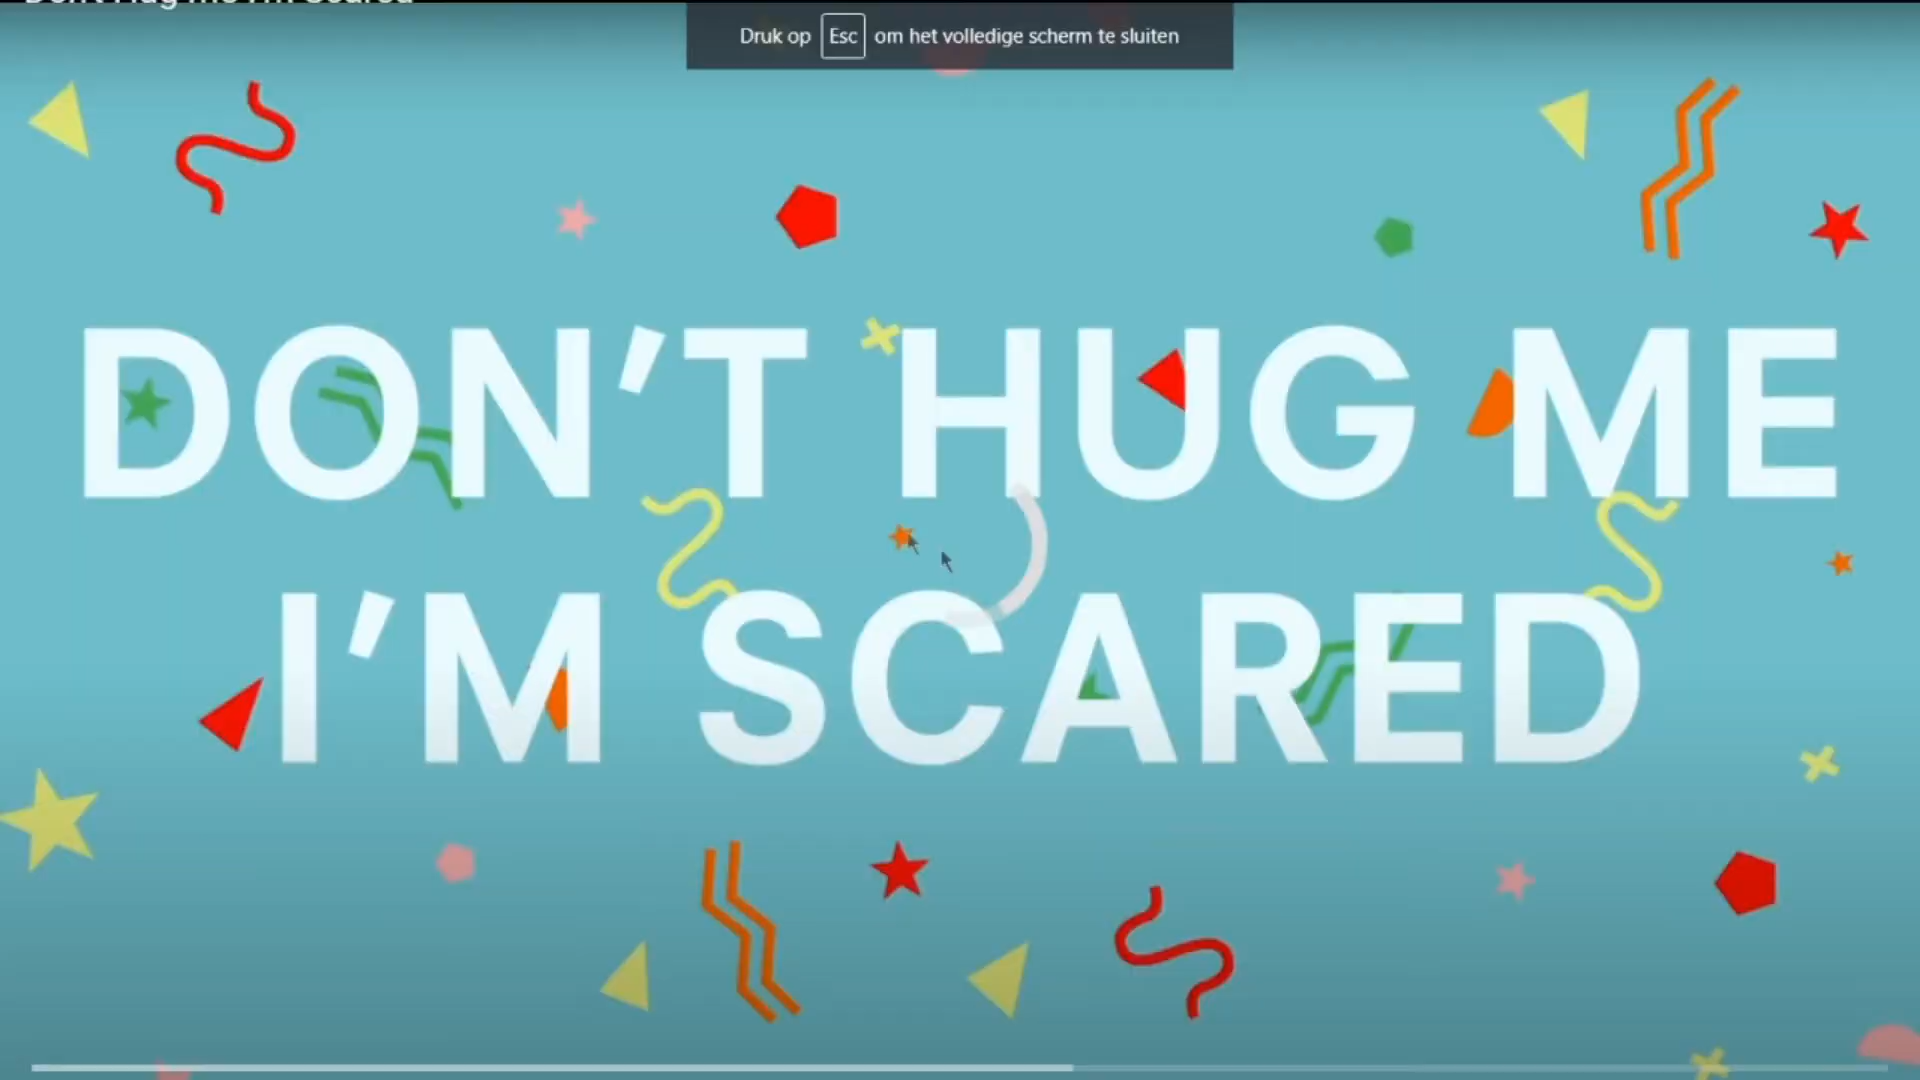 Druk op Esc om het volledige scherm te sluiten
DON'T HUG ME
I'M SCARED